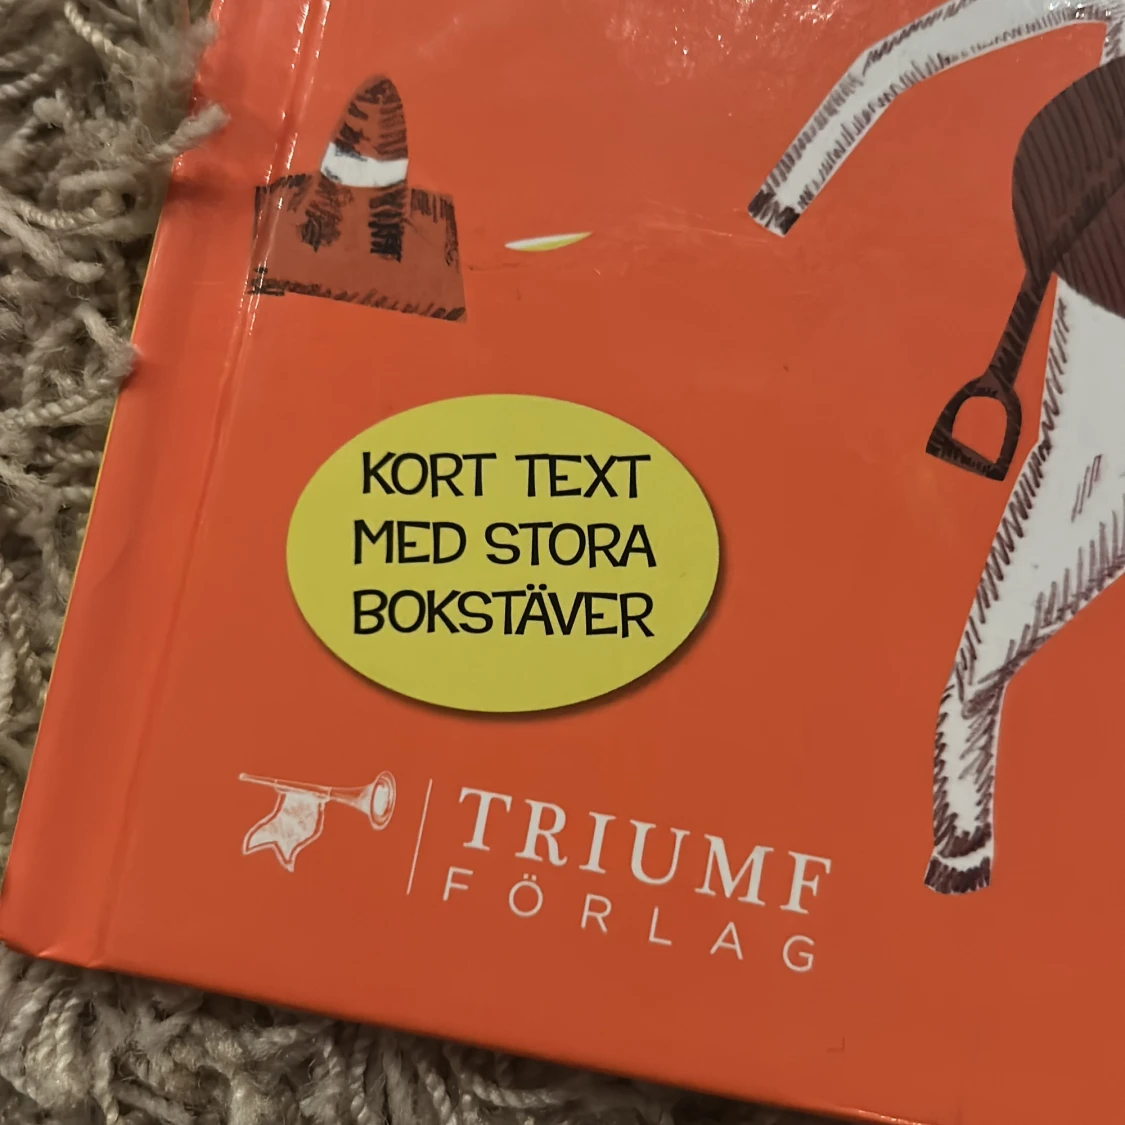 KORT TEXT
MED STORA
BOKSTÄVER
TRIUMF
FÖRLAG